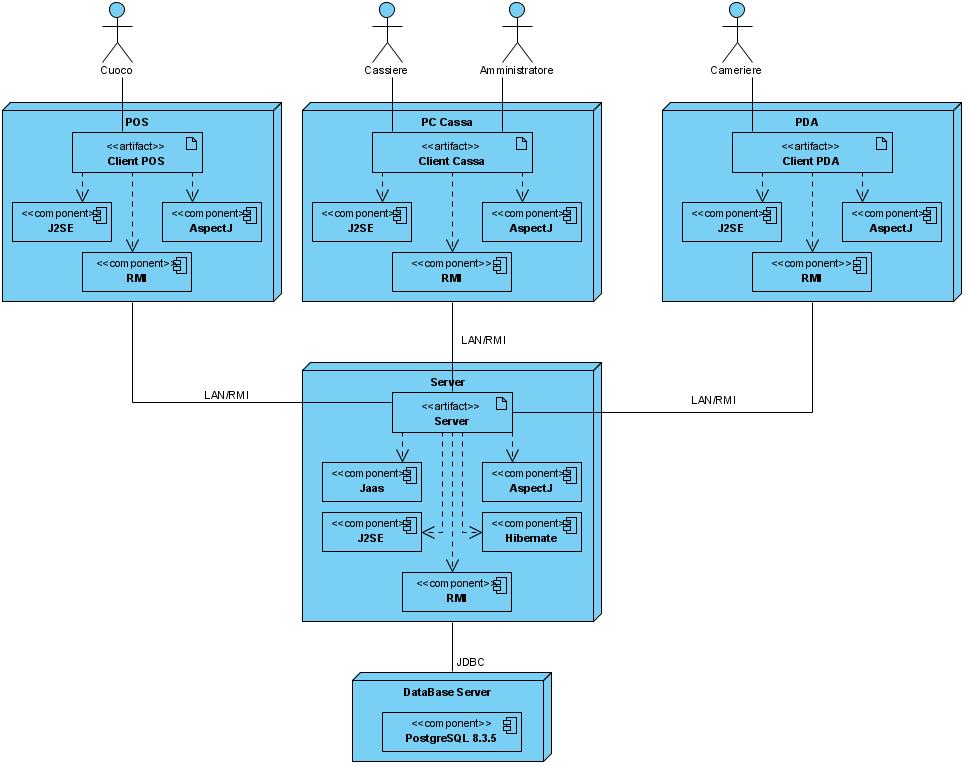 Cuoco
Cassiere
Amministratore
Cameriere
POS
<<artifact>>
Client POS
<<component>>
J2SE
<<component>>
AspectJ
<<component>>
RMI
PC Cassa
<<artifact>>
Client Cassa
<<component>>
J2SE
<<component>>
AspectJ
<<component>>
RMI
PDA
<<artifact>>
Client PDA
<<component>>
J2SE
<<component>>
AspectJ
<<component>>
RMI
LAN/RMI
LAN/RMI
LAN/RMI
Server
<<artifact>>
Server
<<component>>
Jaas
<<component>>
AspectJ
<<component>>
J2SE
<<component>>
Hibernate
<<component>>
RMI
JDBC
DataBase Server
<<component>>
PostgreSQL 8.3.5